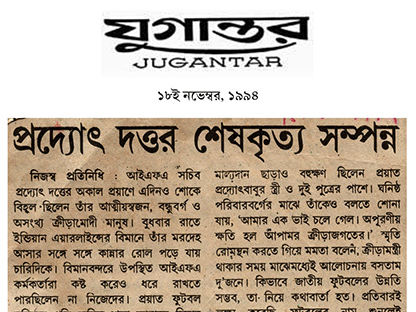 যুগান্তর
JUGANTAR
১৮ই নভেম্বর, ১৯৯৪
প্রদ্যোৎ দত্তর শেষকৃত্য সম্পন্ন
নিজস্ব প্রতিনিধি : আইএফএ সচিব
প্রদ্যোৎ দত্তের অকাল প্রয়াণে এদিনও শোকে
বিহ্বল ছিলেন তাঁর আত্মীয়স্বজন, বন্ধুবর্গ ও
অসংখ্য ক্রীড়ামোদী মানুষ। বুধবার রাতে
ইন্ডিয়ান এয়ারলাইন্সের বিমানে তাঁর মরদেহ
আসার সঙ্গে সঙ্গে কান্নার রোল পড়ে যায়
চারিদিকে। বিমানবন্দরে উপস্থিত আইএফএ
কর্মকর্তারা কষ্ট করেও ধরে রাখতে
পারছিলেন না নিজেদের। প্রয়াত ফুটবল
মাল্যদান ছাড়াও বহুক্ষণ ছিলেন প্রয়াত
প্রদ্যোৎবাবুর স্ত্রী ও দুই পুত্রের পাশে। ঘনিষ্ঠ
পরিবারবর্গের মাঝে তাঁকেও বলতে শোনা
যায়, 'আমার এক ভাই চলে গেল। অপূরণীয়
ক্ষতি হল আপামর ক্রীড়াজগতের।' স্মৃতি
রোমন্থন করতে গিয়ে মমতা বলেন, ক্রীড়ামন্ত্রী
থাকার সময় মাঝেমধ্যেই আলোচনায় বসতাম
দু'জনে। কিভাবে জাতীয় ফুটবলের উন্নতি
সম্ভব, তা নিয়ে কথাবার্তা হত। প্রতিবারই